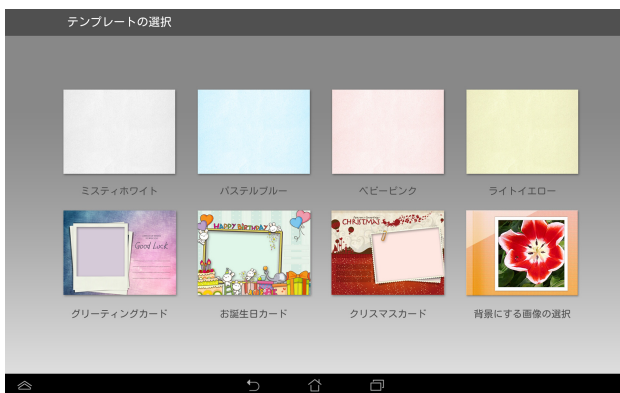 テンプレートの選択
ミスティホワイト
パステルブルー
ベビーピンク
ライトイエロー
Good Luck
HAPPY BIRTHDAY
CHRISTMAS
グリーティングカード
お誕生日カード
クリスマスカード
背景にする画像の選択